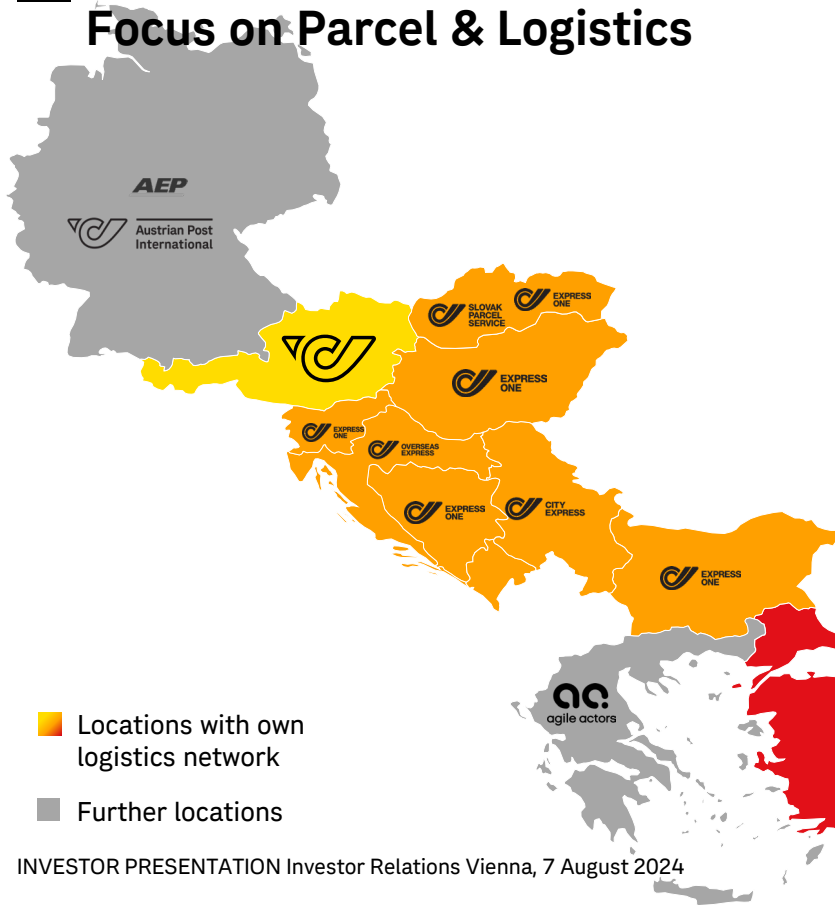 Focus on Parcel & Logistics
AEP
Austrian Post
International
SLOVAK
PARCEL
SERVICE
EXPRESS
ONE
EXPRESS
ONE
EXPRESS
ONE
OVERSEAS
EXPRESS
EXPRESS
ONE
CITY
EXPRESS
EXPRESS
ONE
agile actors
Locations with own
logistics network
Further locations
INVESTOR PRESENTATION Investor Relations Vienna, 7 August 2024